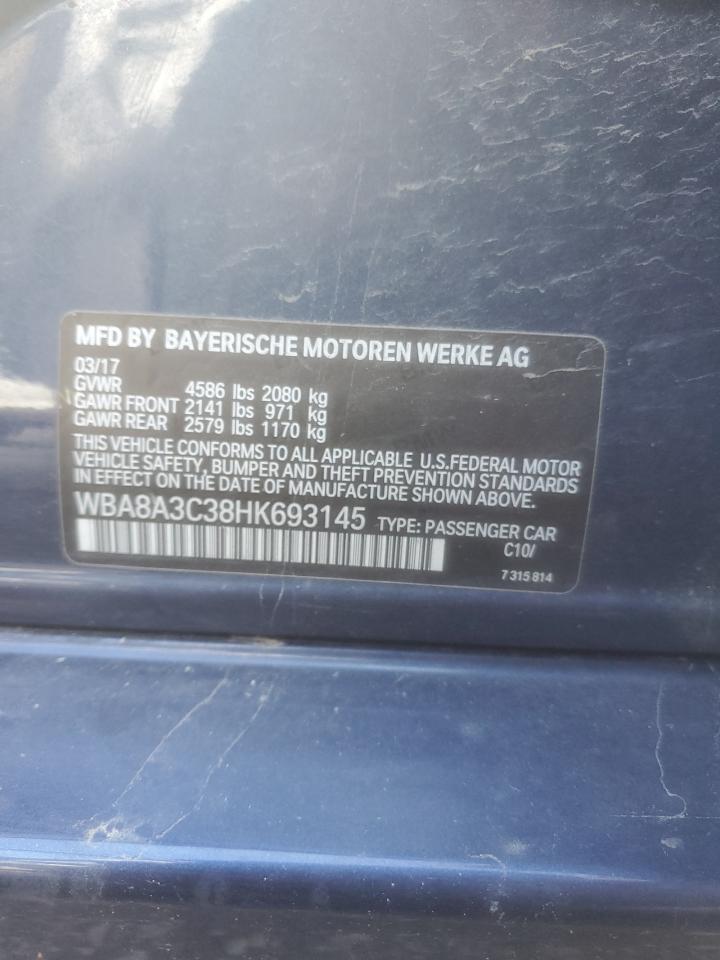 MFD BY BAYERISCHE MOTOREN WERKE AG
03/17
GVWR 4586 lbs 2080 kg
GAWR FRONT 2141 lbs 971 kg
GAWR REAR 2579 lbs 1170 kg
THIS VEHICLE CONFORMS TO ALL APPLICABLE U.S.FEDERAL MOTOR
VEHICLE SAFETY, BUMPER AND THEFT PREVENTION STANDARDS
IN EFFECT ON THE DATE OF MANUFACTURE SHOWN ABOVE.
WBA8A3C38HK693145 TYPE: PASSENGER CAR
C10/
7 315 814